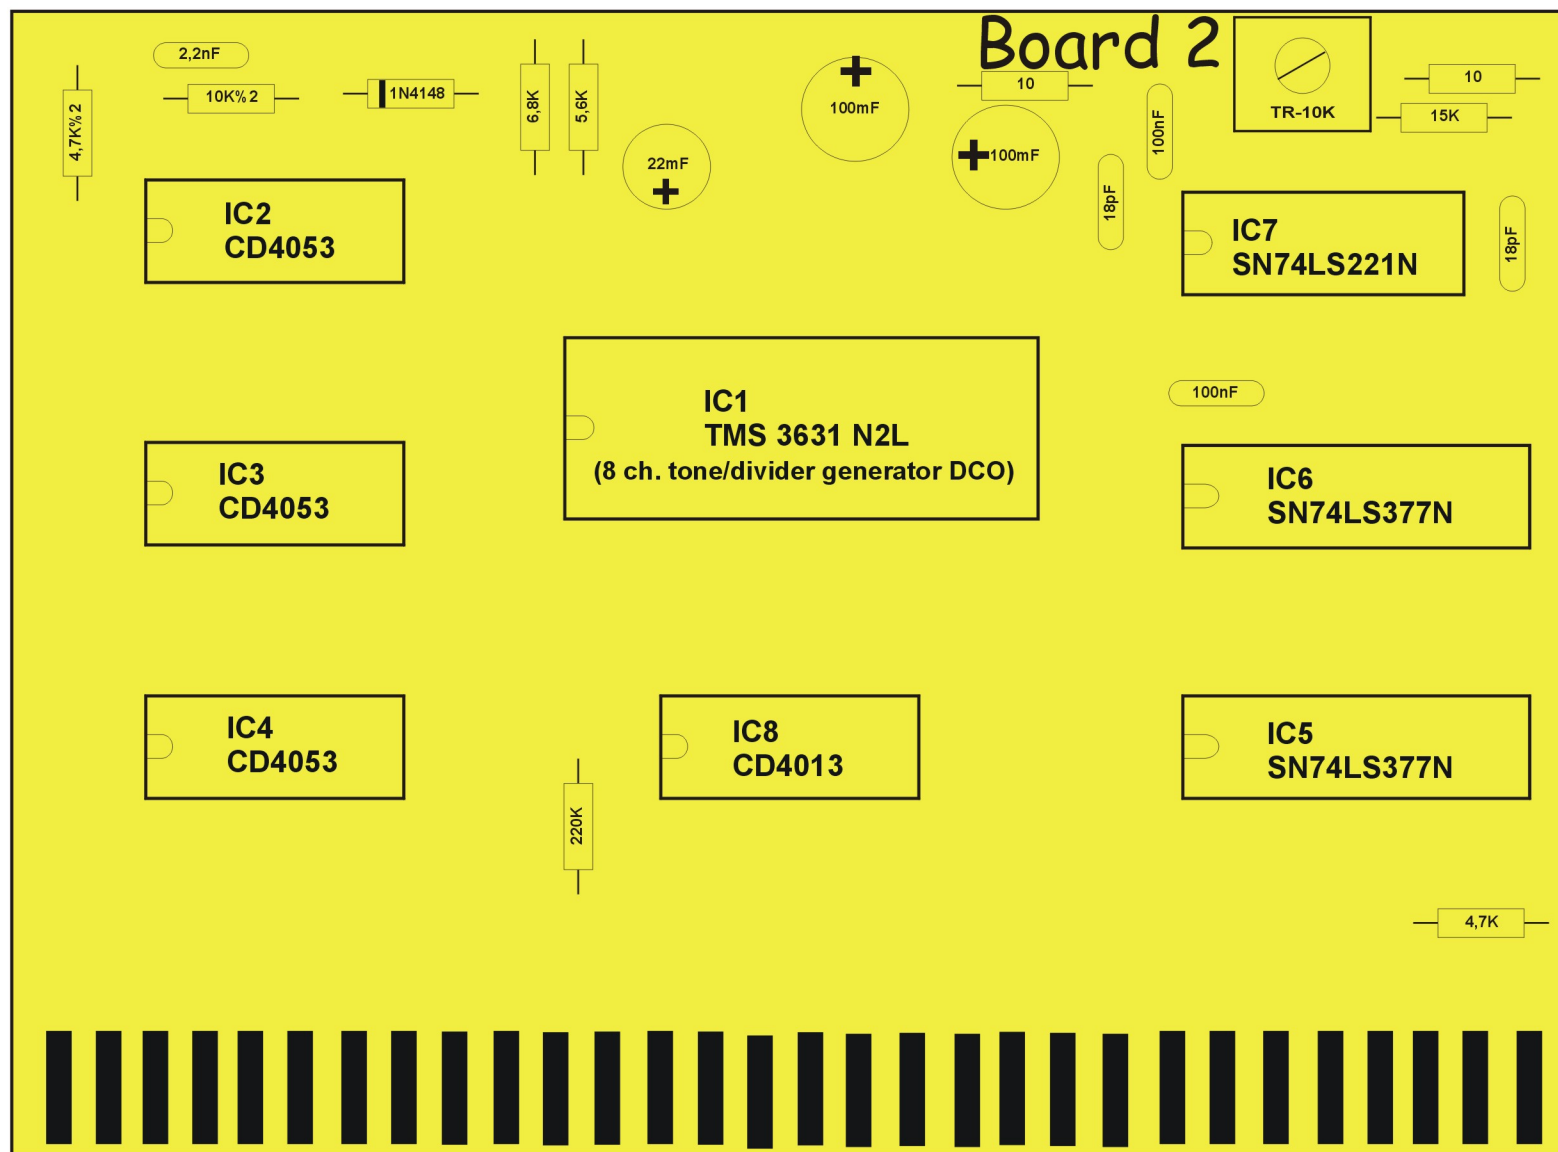 Board 2
2,2nF
10K%2
4,7K%2
1N4148
6,8K
5,6K
22mF
100mF
10
100mF
100nF
18pF
TR-10K
10
15K
18pF
IC2
CD4053
IC7
SN74LS221N
IC1
TMS 3631 N2L
(8 ch. tone/divider generator DCO)
100nF
IC3
CD4053
IC6
SN74LS377N
IC4
CD4053
IC8
CD4013
IC5
SN74LS377N
220K
4,7K